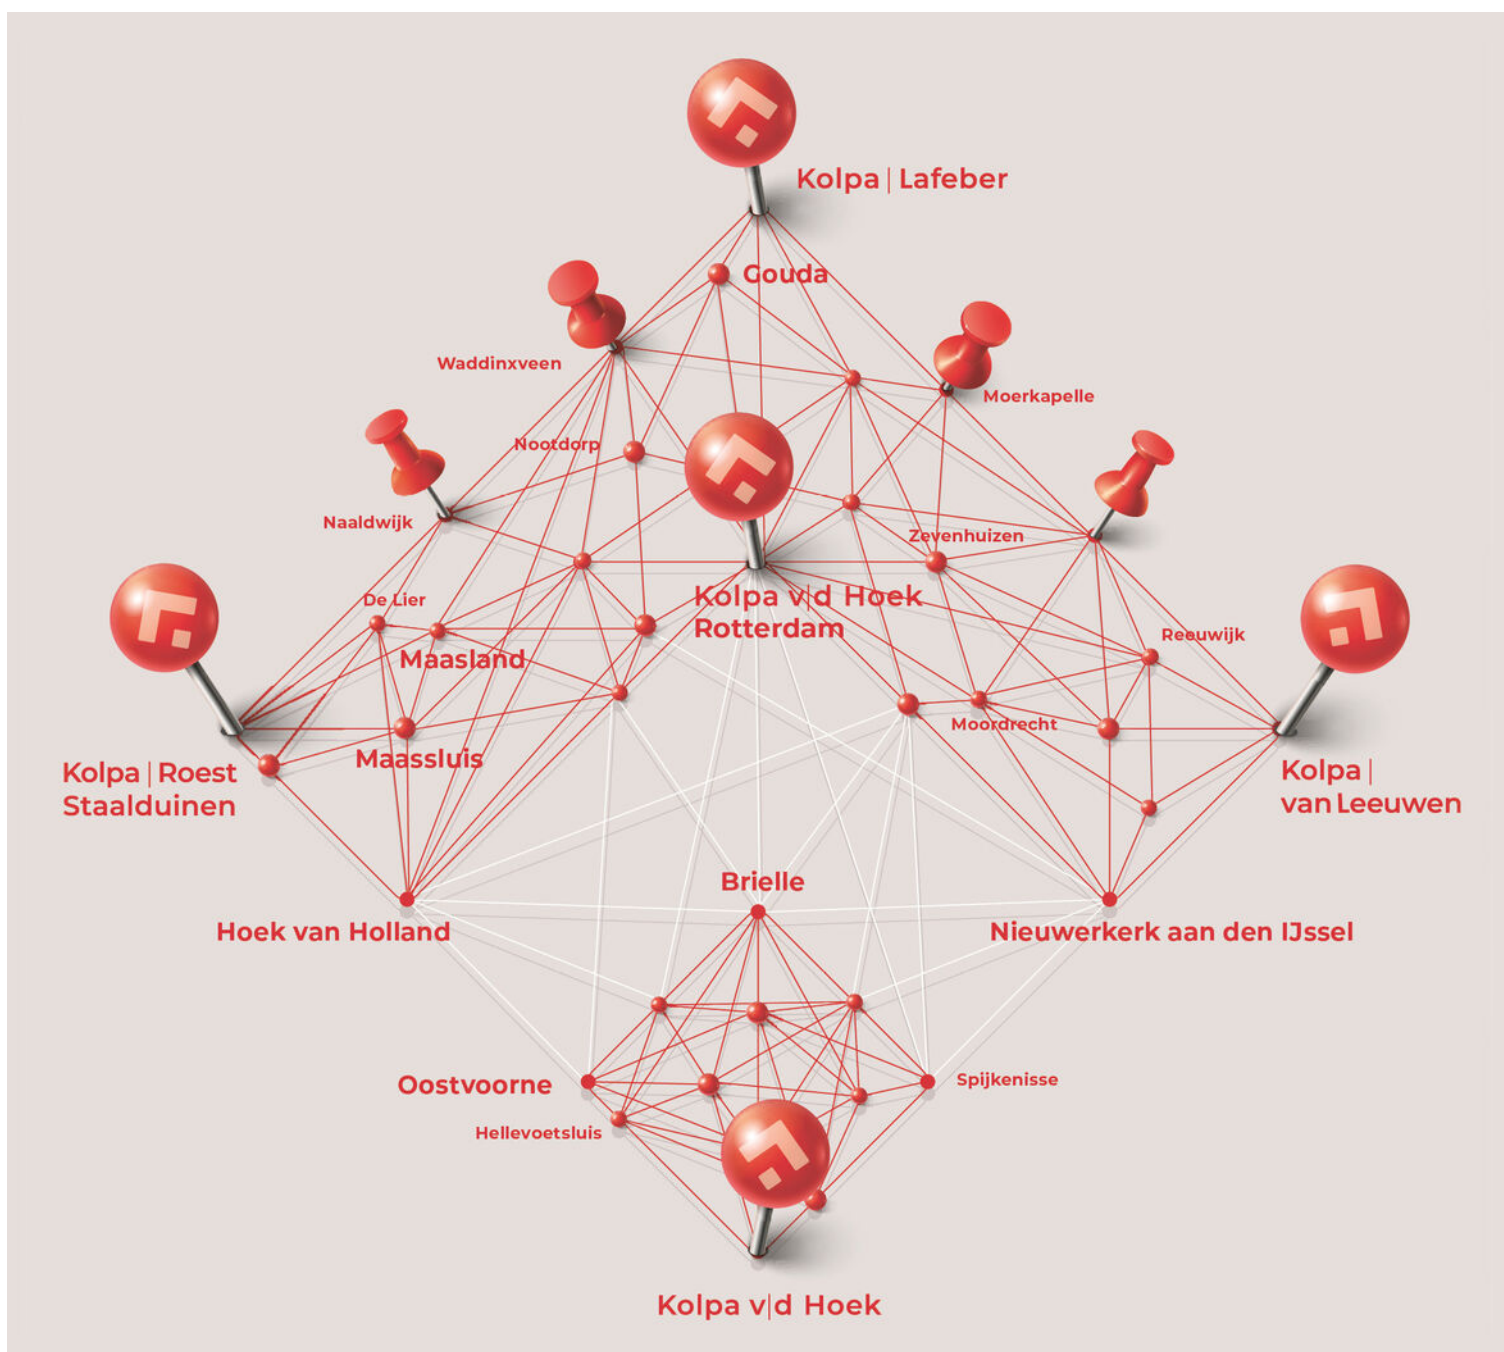 Kolpa | Lafeber
Gouda
Waddinxveen
Moerkapelle
Nootdorp
Naaldwijk
Zevenhuizen
De Lier
Kolpa v|d Hoek
Rotterdam
Reeuwijk
Maasland
Moordrecht
Maassluis
Kolpa | Roest
Staalduinen
Kolpa |
van Leeuwen
Brielle
Hoek van Holland
Nieuwerkerk aan den IJssel
Oostvoorne
Spijkenisse
Hellevoetsluis
Kolpa v|d Hoek